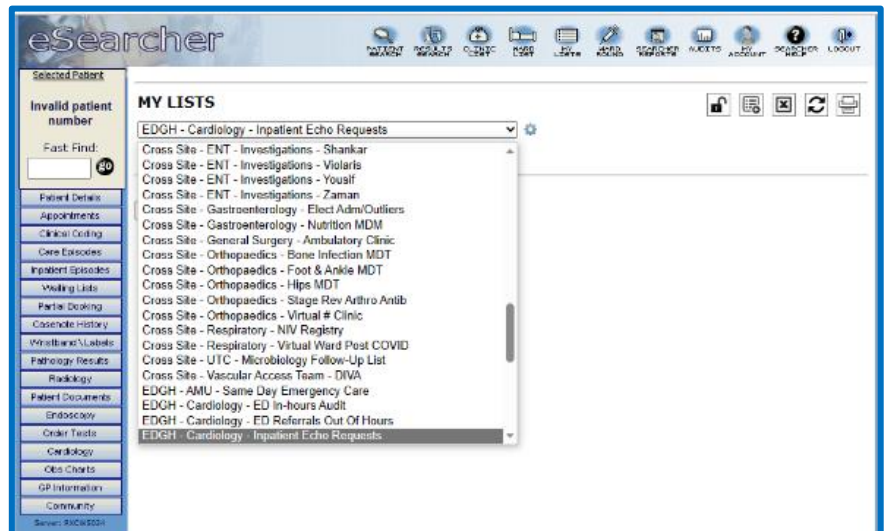 eSearcher
PATIENT SEARCH
RESULTS SEARCH
CLINIC LIST
WARD LIST
MY LISTS
WARD ROUND
SEARCHER REPORTS
AUDITS
MY ACCOUNT
SEARCHER HELP
LOGOUT
Selected Patient
Invalid patient
number
Fast Find:
go
Patient Details
Appointments
Clinical Coding
Care Episodes
Inpatient Episodes
Waiting Lists
Partial Booking
Casenote History
Wristband\Labels
Pathology Results
Radiology
Patient Documents
Endoscopy
Order Tests
Cardiology
Obs Charts
GP Information
Community
MY LISTS
EDGH - Cardiology - Inpatient Echo Requests
Cross Site - ENT - Investigations - Shankar
Cross Site - ENT - Investigations - Violaris
Cross Site - ENT - Investigations - Yousif
Cross Site - ENT - Investigations - Zaman
Cross Site - Gastroenterology - Elect Adm/Outliers
Cross Site - Gastroenterology - Nutrition MDM
Cross Site - General Surgery - Ambulatory Clinic
Cross Site - Orthopaedics - Bone Infection MDT
Cross Site - Orthopaedics - Foot & Ankle MDT
Cross Site - Orthopaedics - Hips MDT
Cross Site - Orthopaedics - Stage Rev Arthro Antib
Cross Site - Orthopaedics - Virtual # Clinic
Cross Site - Respiratory - NIV Registry
Cross Site - Respiratory - Virtual Ward Post COVID
Cross Site - UTC - Microbiology Follow-Up List
Cross Site - Vascular Access Team - DIVA
EDGH - AMU - Same Day Emergency Care
EDGH - Cardiology - ED In-hours Audit
EDGH - Cardiology - ED Referrals Out Of Hours
EDGH - Cardiology - Inpatient Echo Requests